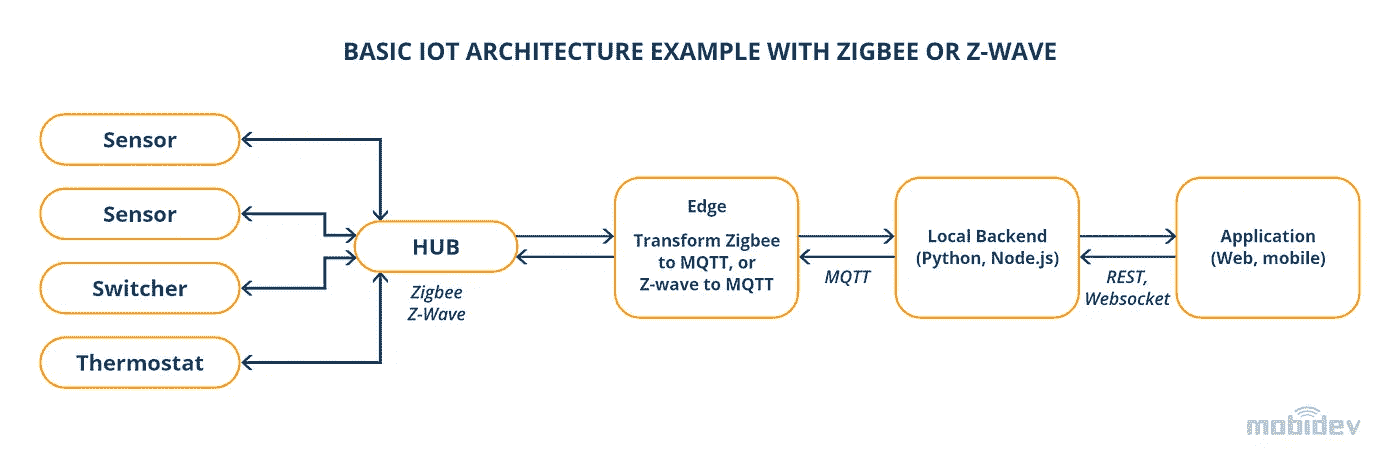 BASIC IOT ARCHITECTURE EXAMPLE WITH ZIGBEE OR Z-WAVE
Sensor
Sensor
Switcher
Thermostat
HUB
Zigbee
Z-Wave
Edge
Transform Zigbee
to MQTT, or
Z-wave to MQTT
MQTT
Local Backend
(Python, Node.js)
REST,
Websocket
Application
(Web, mobile)
mobidev